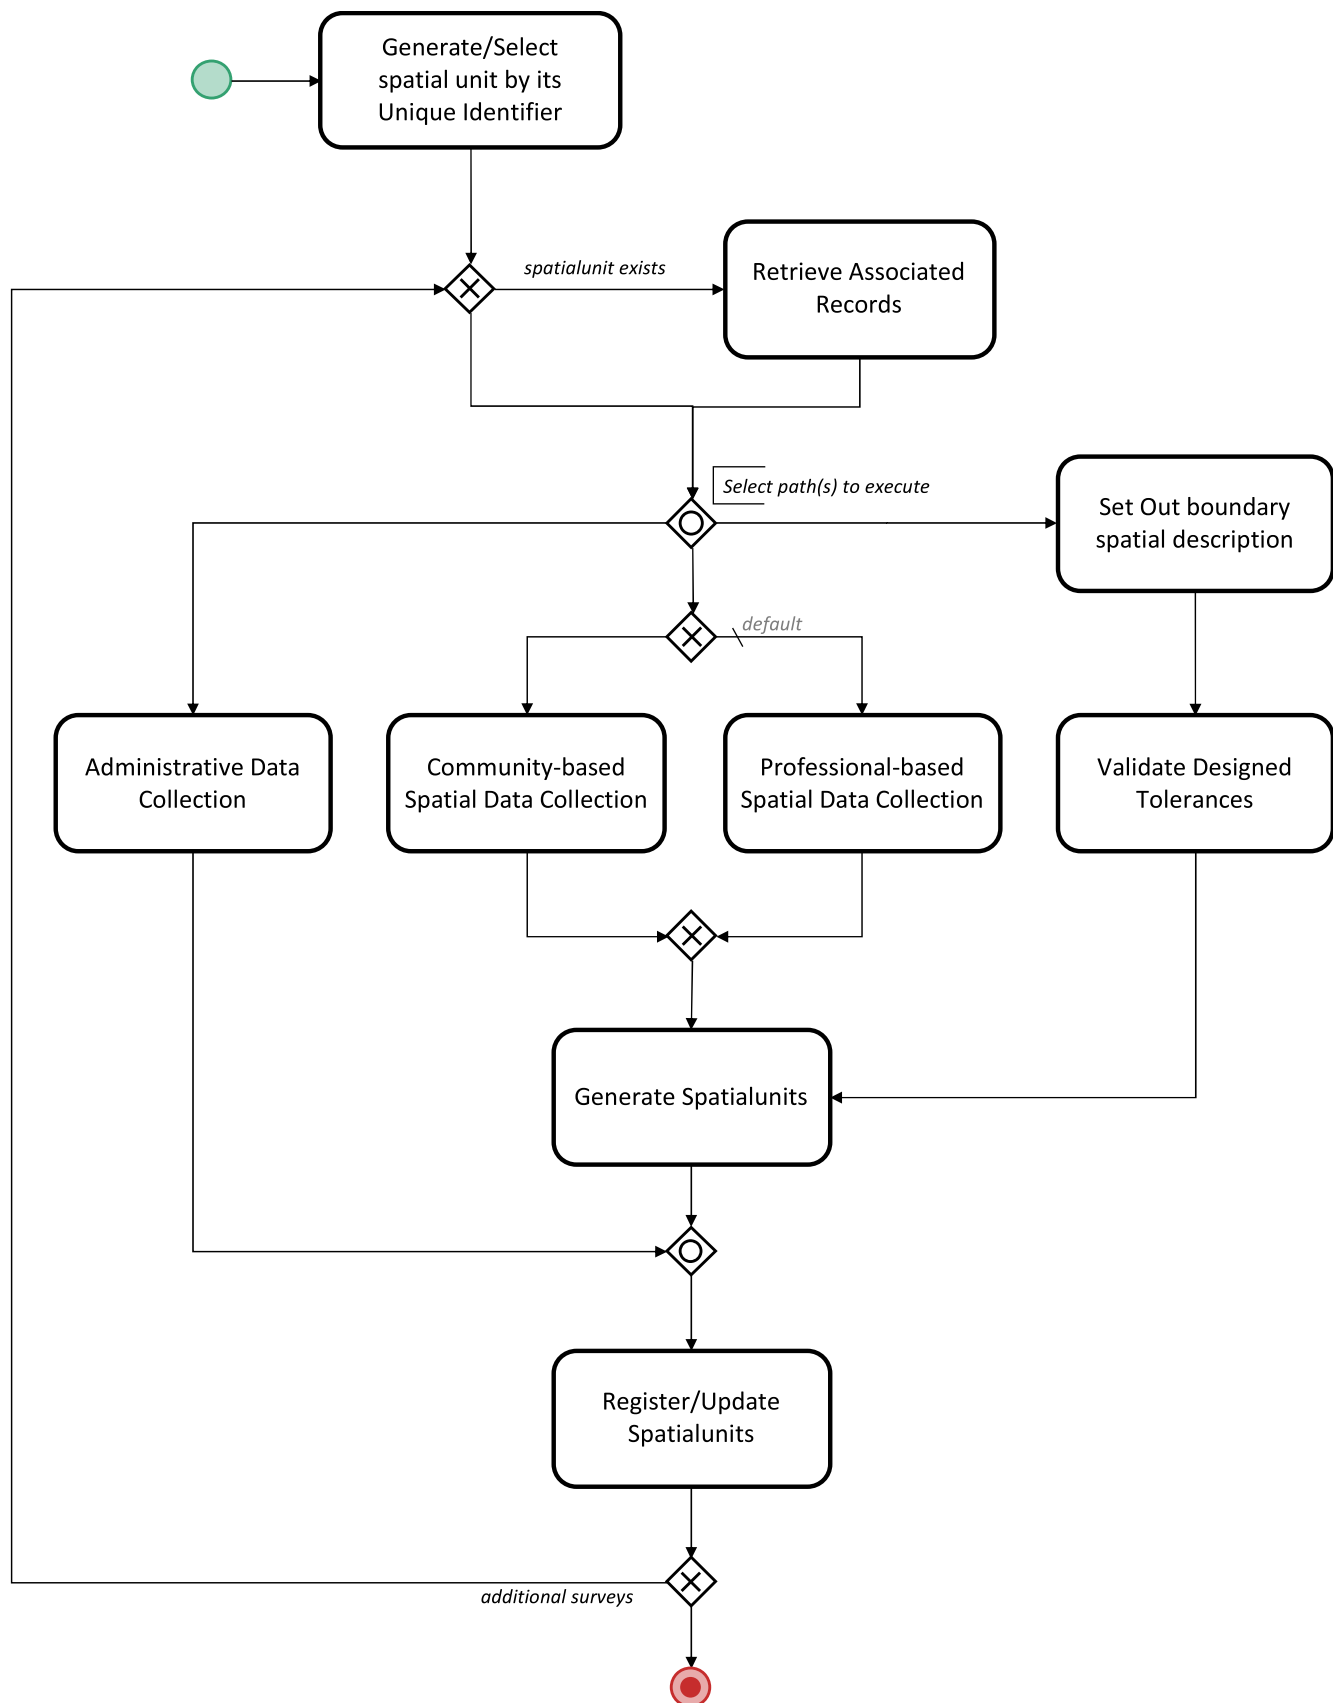 Generate/Select
spatial unit by its
Unique Identifier
spatialunit exists
Retrieve Associated
Records
Select path(s) to execute
Set Out boundary
spatial description
default
Administrative Data
Collection
Community-based
Spatial Data Collection
Professional-based
Spatial Data Collection
Validate Designed
Tolerances
Generate Spatialunits
Register/Update
Spatialunits
additional surveys